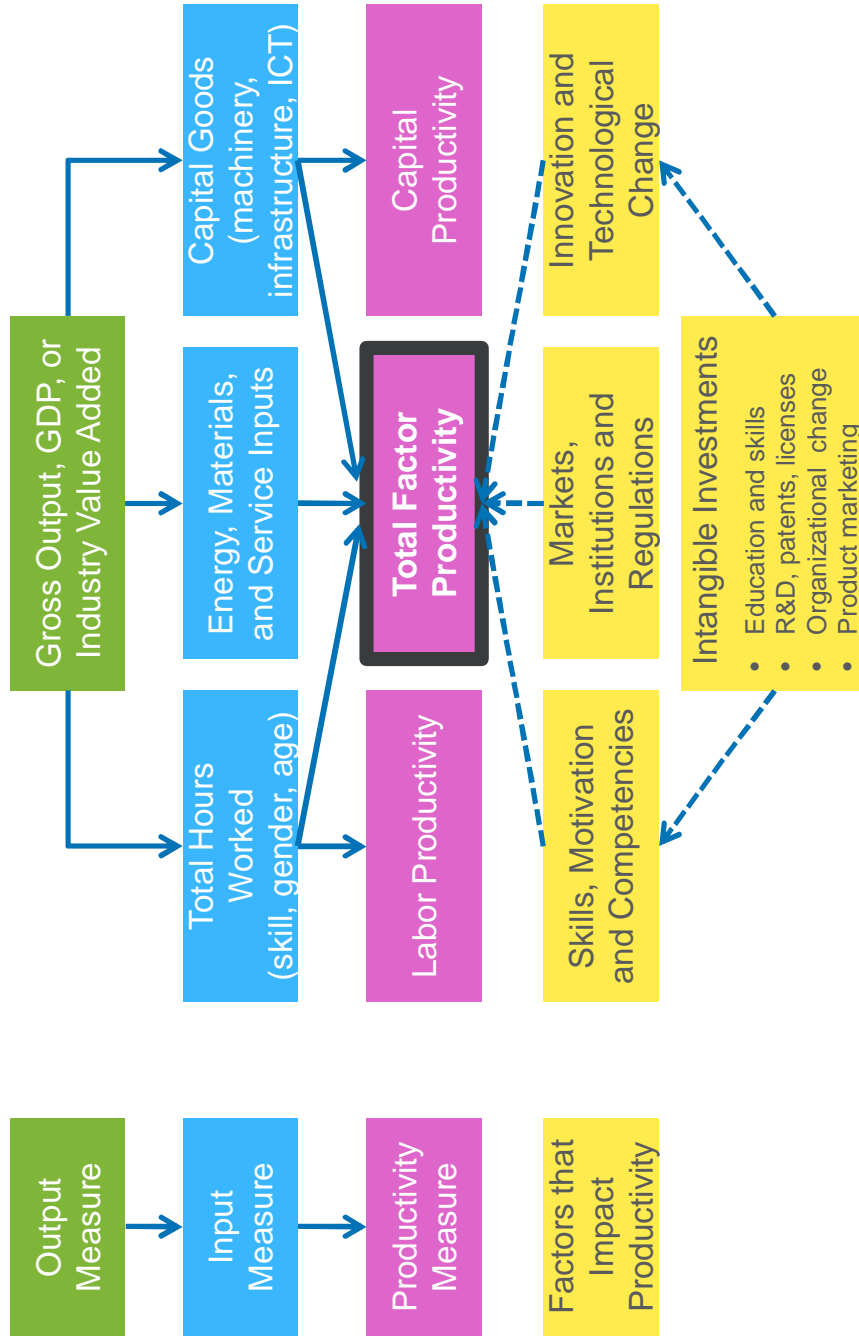 Output
Measure
Gross Output, GDP, or
Industry Value Added
Input
Measure
Total Hours
Worked
(skill, gender, age)
Energy, Materials,
and Service Inputs
Capital Goods
(machinery,
infrastructure, ICT)
Productivity
Measure
Labor Productivity
Total Factor
Productivity
Capital
Productivity
Factors that
Impact
Productivity
Skills, Motivation
and Competencies
Markets,
Institutions and
Regulations
Innovation and
Technological
Change
Intangible Investments
• Education and skills
• R&D, patents, licenses
• Organizational change
• Product marketing